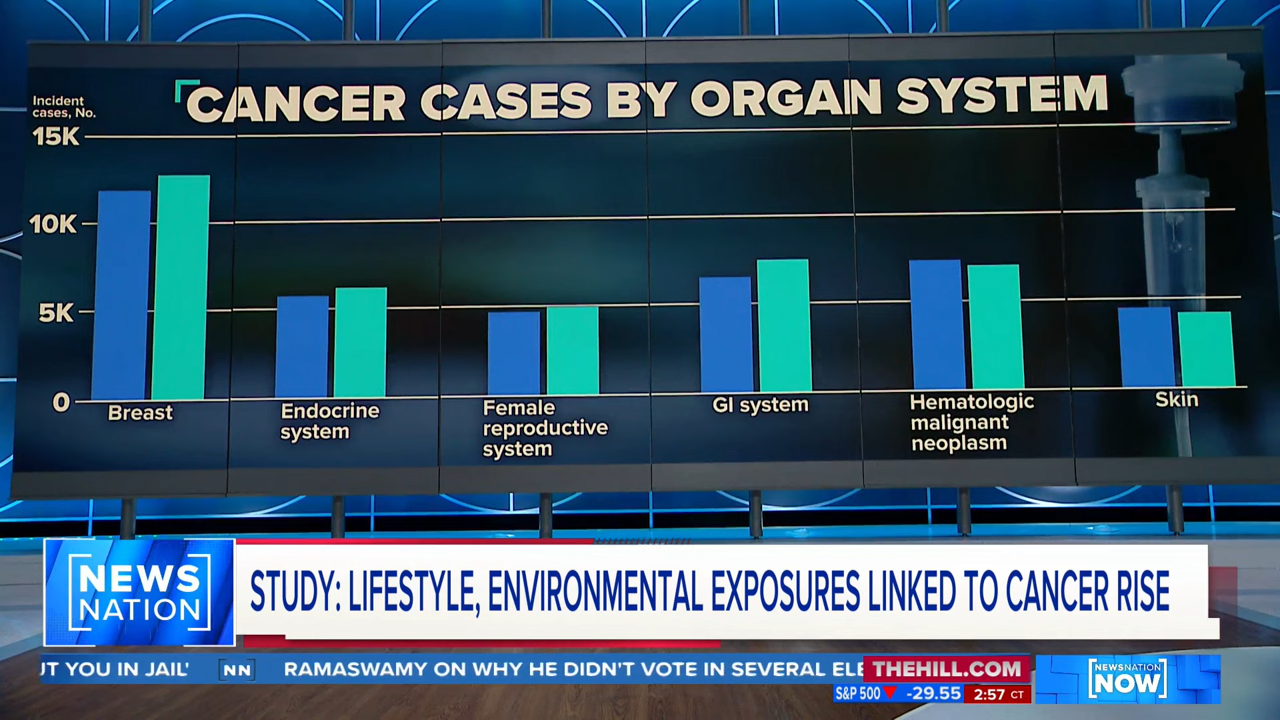 CANCER CASES BY ORGAN SYSTEM
Incident
cases, No.
15K
10K
5K
0
Breast
Endocrine
system
Female
reproductive
system
GI system
Hematologic
malignant
neoplasm
Skin
NEWS
NATION
STUDY: LIFESTYLE, ENVIRONMENTAL EXPOSURES LINKED TO CANCER RISE
YOU IN JAIL' NN RAMASWAMY ON WHY HE DIDN'T VOTE IN SEVERAL THEHILL.COM
NEWSNATION
NOW
S&P 500 -29.55 2:57 CT